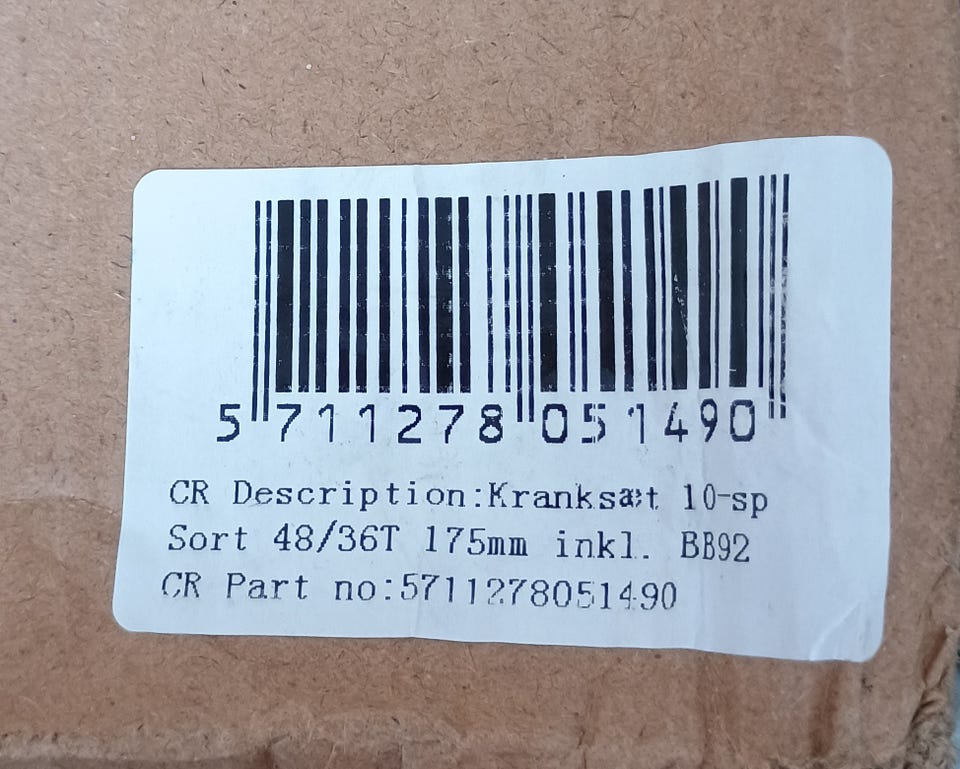 5 711278 051490
CR Description:Kranksæt 10-sp
Sort 48/36T 175mm inkl. BB92
CR Part no:5711278051490